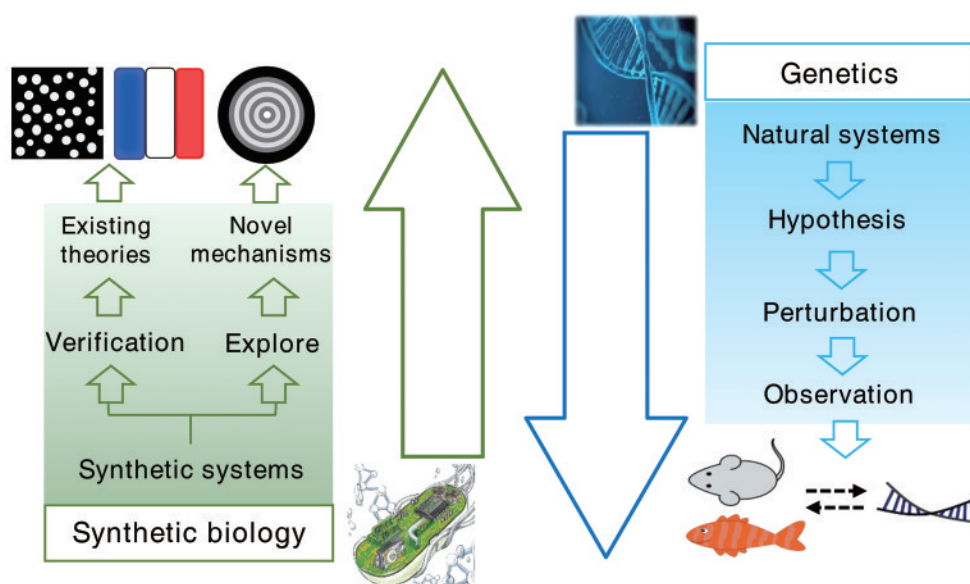 Existing
theories
Novel
mechanisms
Verification
Explore
Synthetic systems
Synthetic biology
Genetics
Natural systems
Hypothesis
Perturbation
Observation